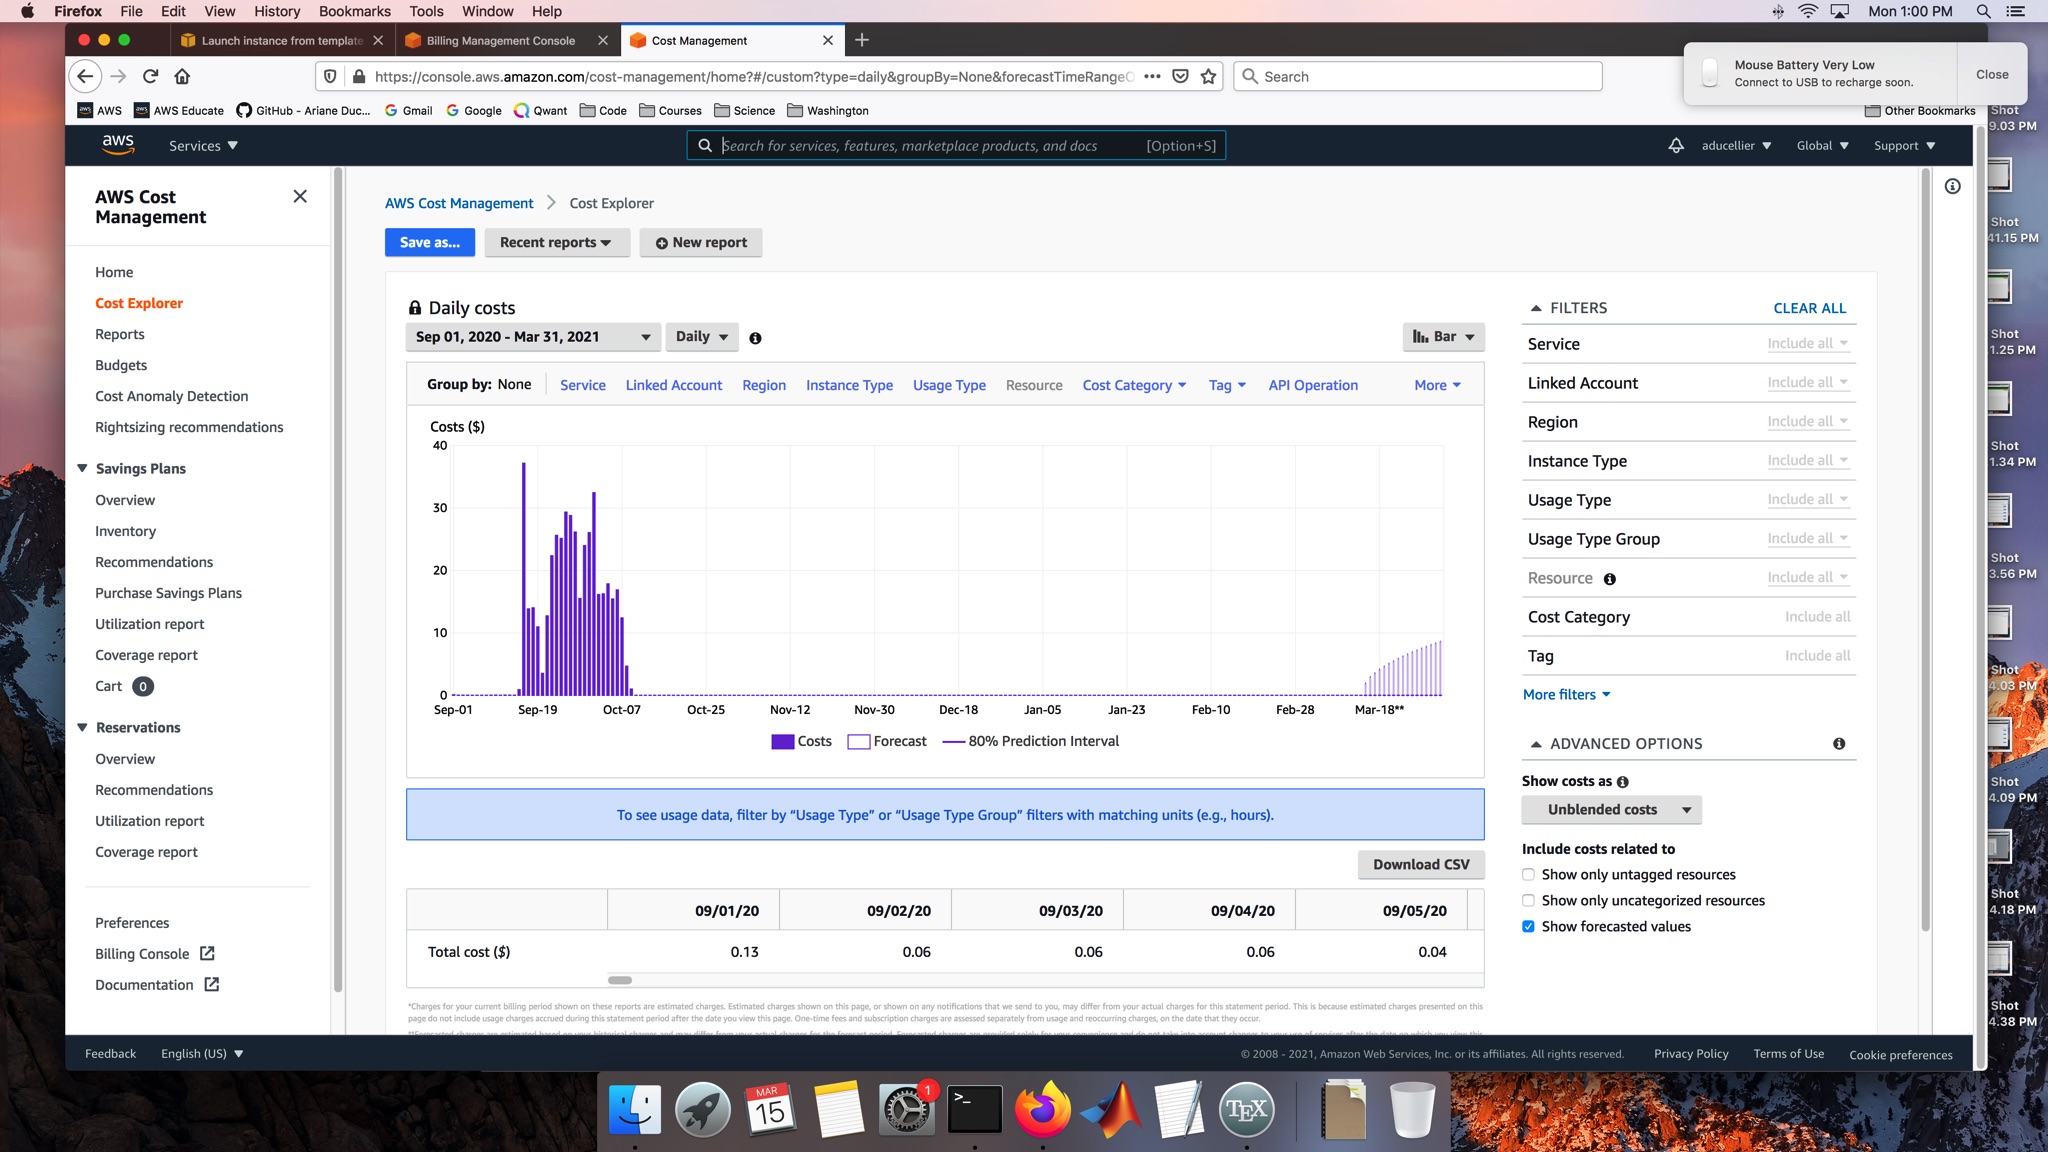 Firefox File Edit View History Bookmarks Tools Window Help Mon 1:00 PM
Launch instance from template
Billing Management Console
Cost Management
https://console.aws.amazon.com/cost-management/home?#/custom?type=daily&groupBy=None&forecastTimeRangeO
Search
Mouse Battery Very Low
Connect to USB to recharge soon.
Close
AWS
AWS Educate
GitHub - Ariane Duc...
Gmail
Google
Qwant
Code
Courses
Science
Washington
Other Bookmarks
aws
Services
Search for services, features, marketplace products, and docs [Option+S]
aducellier
Global
Support
AWS Cost
Management
Home
Cost Explorer
Reports
Budgets
Cost Anomaly Detection
Rightsizing recommendations
Savings Plans
Overview
Inventory
Recommendations
Purchase Savings Plans
Utilization report
Coverage report
Cart 0
Reservations
Overview
Recommendations
Utilization report
Coverage report
Preferences
Billing Console
Documentation
AWS Cost Management > Cost Explorer
Save as...
Recent reports
New report
Daily costs
Sep 01, 2020 - Mar 31, 2021
Daily
Bar
Group by: None Service Linked Account Region Instance Type Usage Type Resource Cost Category Tag API Operation More
Costs ($)
40
30
20
10
0
Sep-01 Sep-19 Oct-07 Oct-25 Nov-12 Nov-30 Dec-18 Jan-05 Jan-23 Feb-10 Feb-28 Mar-18**
Costs Forecast 80% Prediction Interval
To see usage data, filter by “Usage Type” or “Usage Type Group” filters with matching units (e.g., hours).
Download CSV
09/01/20 09/02/20 09/03/20 09/04/20 09/05/20
Total cost ($) 0.13 0.06 0.06 0.06 0.04
*Charges for your current billing period shown on these reports are estimated charges. Estimated charges shown on this page, or shown on any notifications that we send to you, may differ from your actual charges for this statement period. This is because estimated charges presented on this
page do not include usage charges accrued during this statement period after the date you view this page. One-time fees and subscription charges are assessed separately from usage and reoccurring charges, on the date that they occur.
FILTERS CLEAR ALL
Service Include all
Linked Account Include all
Region Include all
Instance Type Include all
Usage Type Include all
Usage Type Group Include all
Resource Include all
Cost Category Include all
Tag Include all
More filters
ADVANCED OPTIONS
Show costs as
Unblended costs
Include costs related to
Show only untagged resources
Show only uncategorized resources
Show forecasted values
Feedback English (US)
© 2008 - 2021, Amazon Web Services, Inc. or its affiliates. All rights reserved. Privacy Policy Terms of Use Cookie preferences
Shot
9.03 PM
Shot
41.15 PM
Shot
1.25 PM
Shot
1.34 PM
Shot
3.56 PM
Shot
4.03 PM
Shot
4.09 PM
Shot
4.18 PM
Shot
4.38 PM
MAR
15
1
>_
TEX